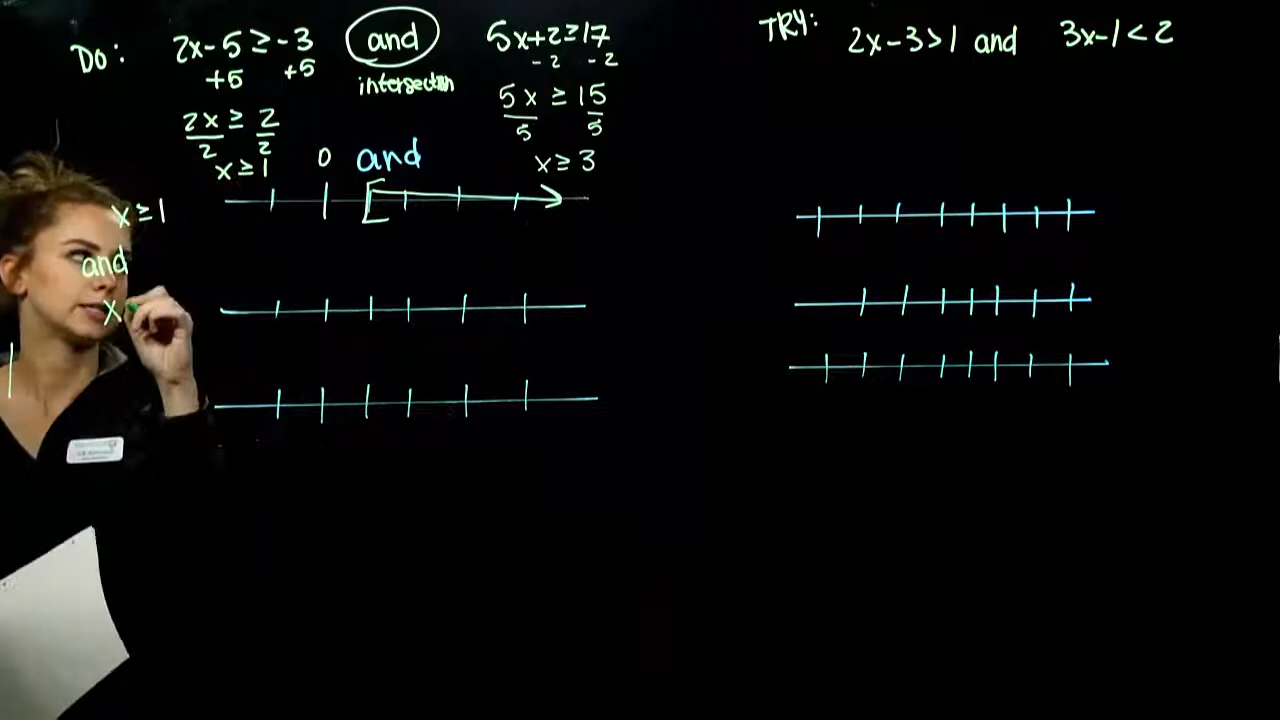 Do: 2x-5 ≥ -3 and 5x+2 ≥ 17
+5 +5 intersection -2 -2
2x ≥ 2 5x ≥ 15
2 2 5 5
x ≥ 1 0 and x ≥ 3
x ≥ 1
and
x
TRY: 2x-3>1 and 3x-1<2